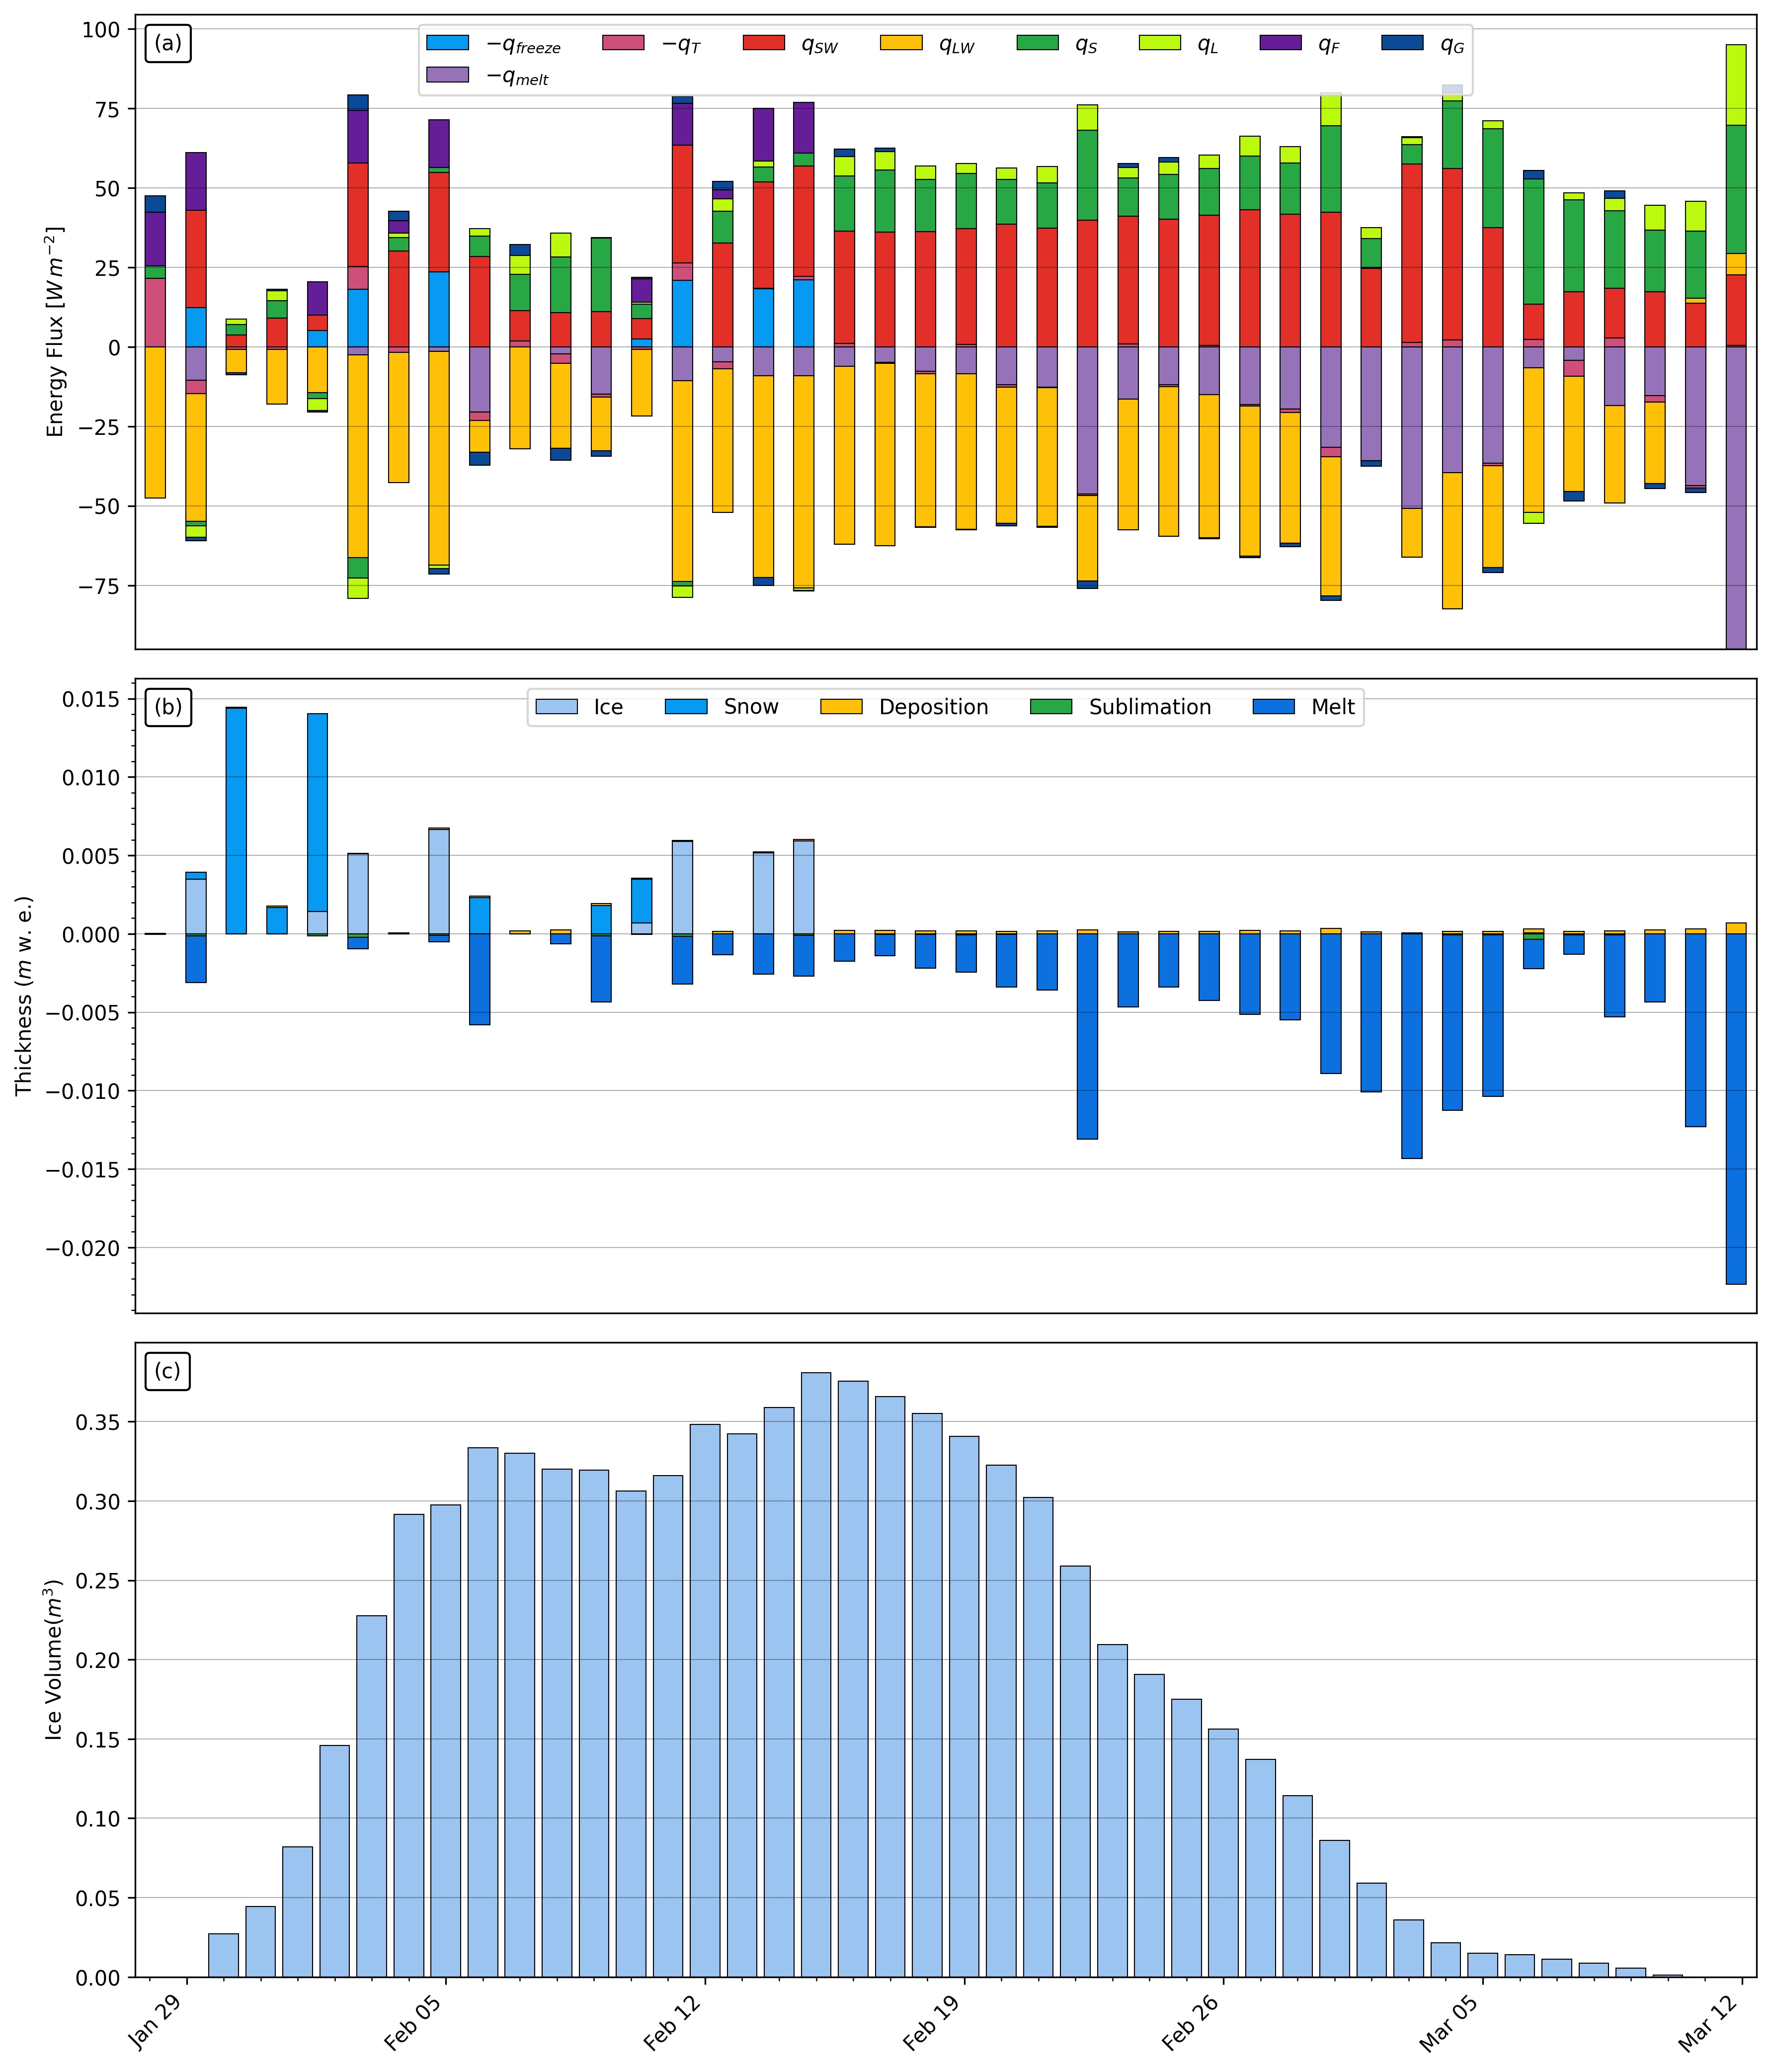 (a)
−q_freeze −q_T q_SW q_LW q_S q_L q_F q_G
−q_melt
100
75
50
25
0
−25
−50
−75
Energy Flux [W m⁻²]
(b)
Ice Snow Deposition Sublimation Melt
0.015
0.010
0.005
0.000
−0.005
−0.010
−0.015
−0.020
Thickness (m w. e.)
(c)
0.35
0.30
0.25
0.20
0.15
0.10
0.05
0.00
Ice Volume(m³)
Jan 29 Feb 05 Feb 12 Feb 19 Feb 26 Mar 05 Mar 12